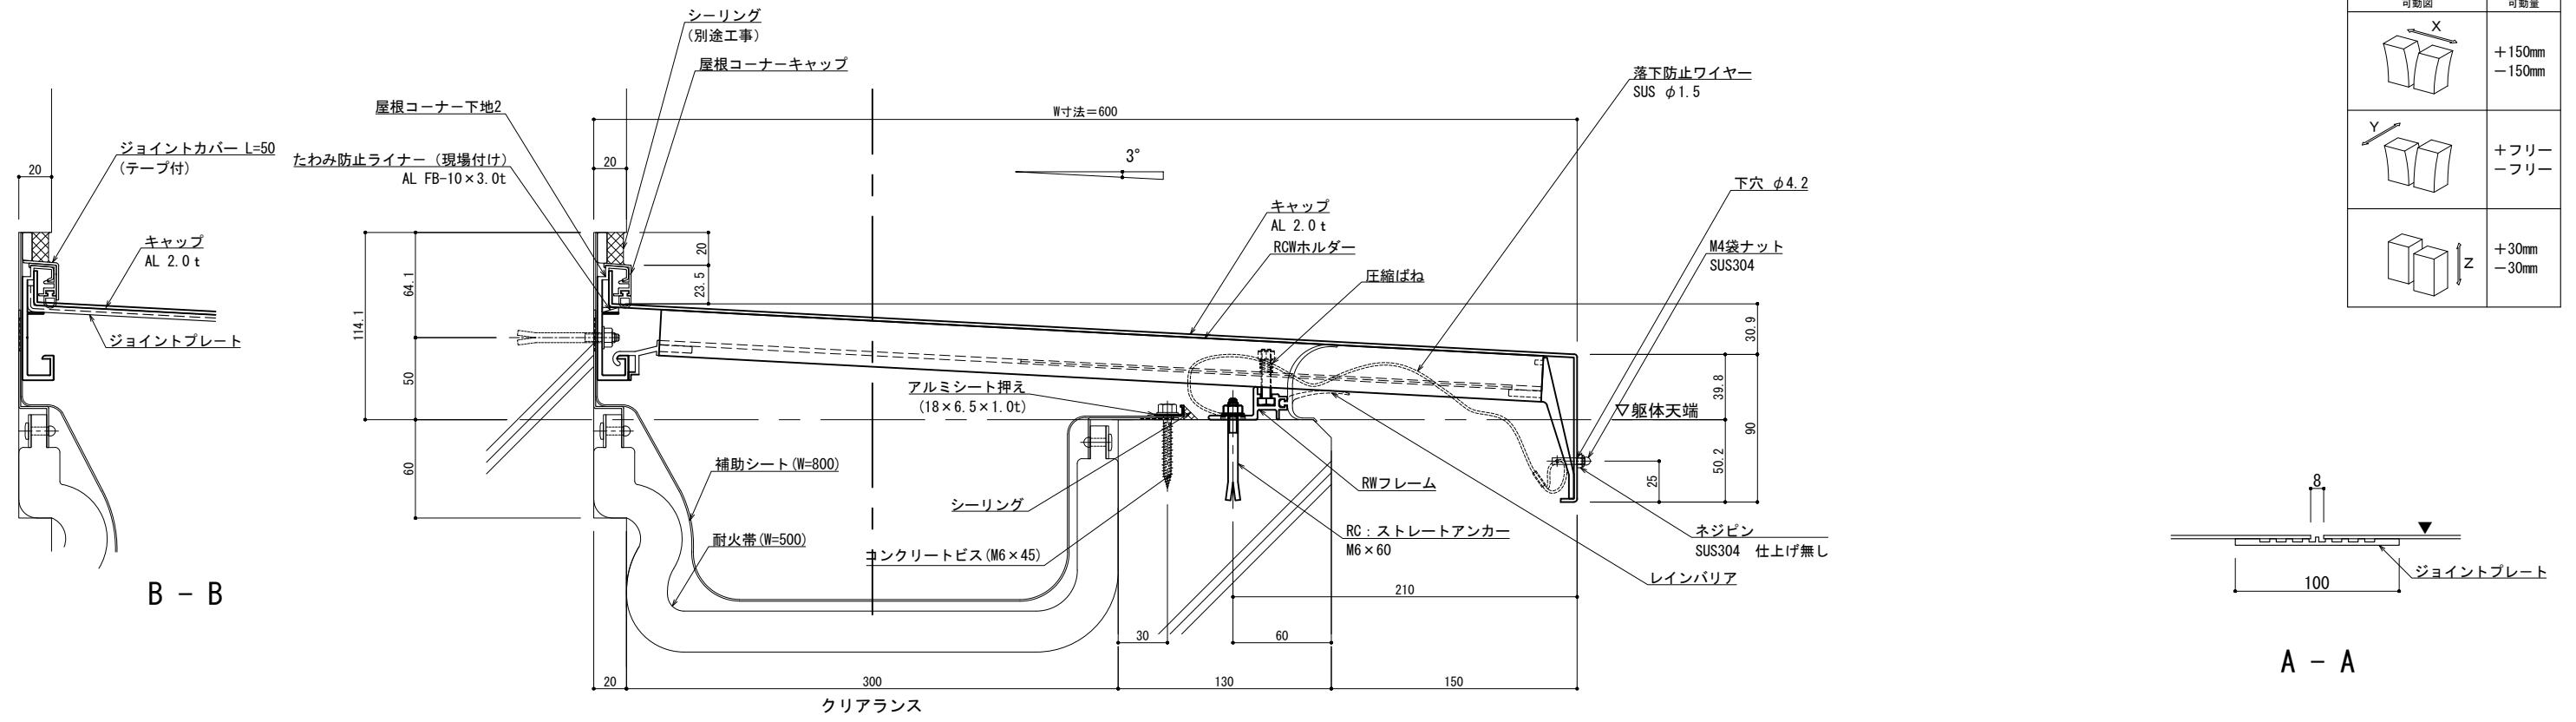 可動図
可動量
X
+150mm
-150mm
Y
+フリー
-フリー
Z
+30mm
-30mm
シーリング
(別途工事)
屋根コーナーキャップ
屋根コーナー下地2
たわみ防止ライナー (現場付け)
AL FB-10×3.0t
ジョイントカバー L=50
(テープ付)
20
キャップ
AL 2.0 t
ジョイントプレート
B - B
W寸法=600
20
3°
落下防止ワイヤー
SUS φ1.5
下穴 φ4.2
M4袋ナット
SUS304
キャップ
AL 2.0 t
RCWホルダー
圧縮ばね
20
23.5
64.1
114.1
50
60
30.9
39.8
90
50.2
25
▽躯体天端
アルミシート押え
(18×6.5×1.0t)
補助シート(W=800)
シーリング
耐火帯(W=500)
コンクリートビス(M6×45)
RWフレーム
RC:ストレートアンカー
M6×60
ネジピン
SUS304 仕上げ無し
レインバリア
210
30
60
20
300
130
150
クリアランス
8
100
ジョイントプレート
A - A